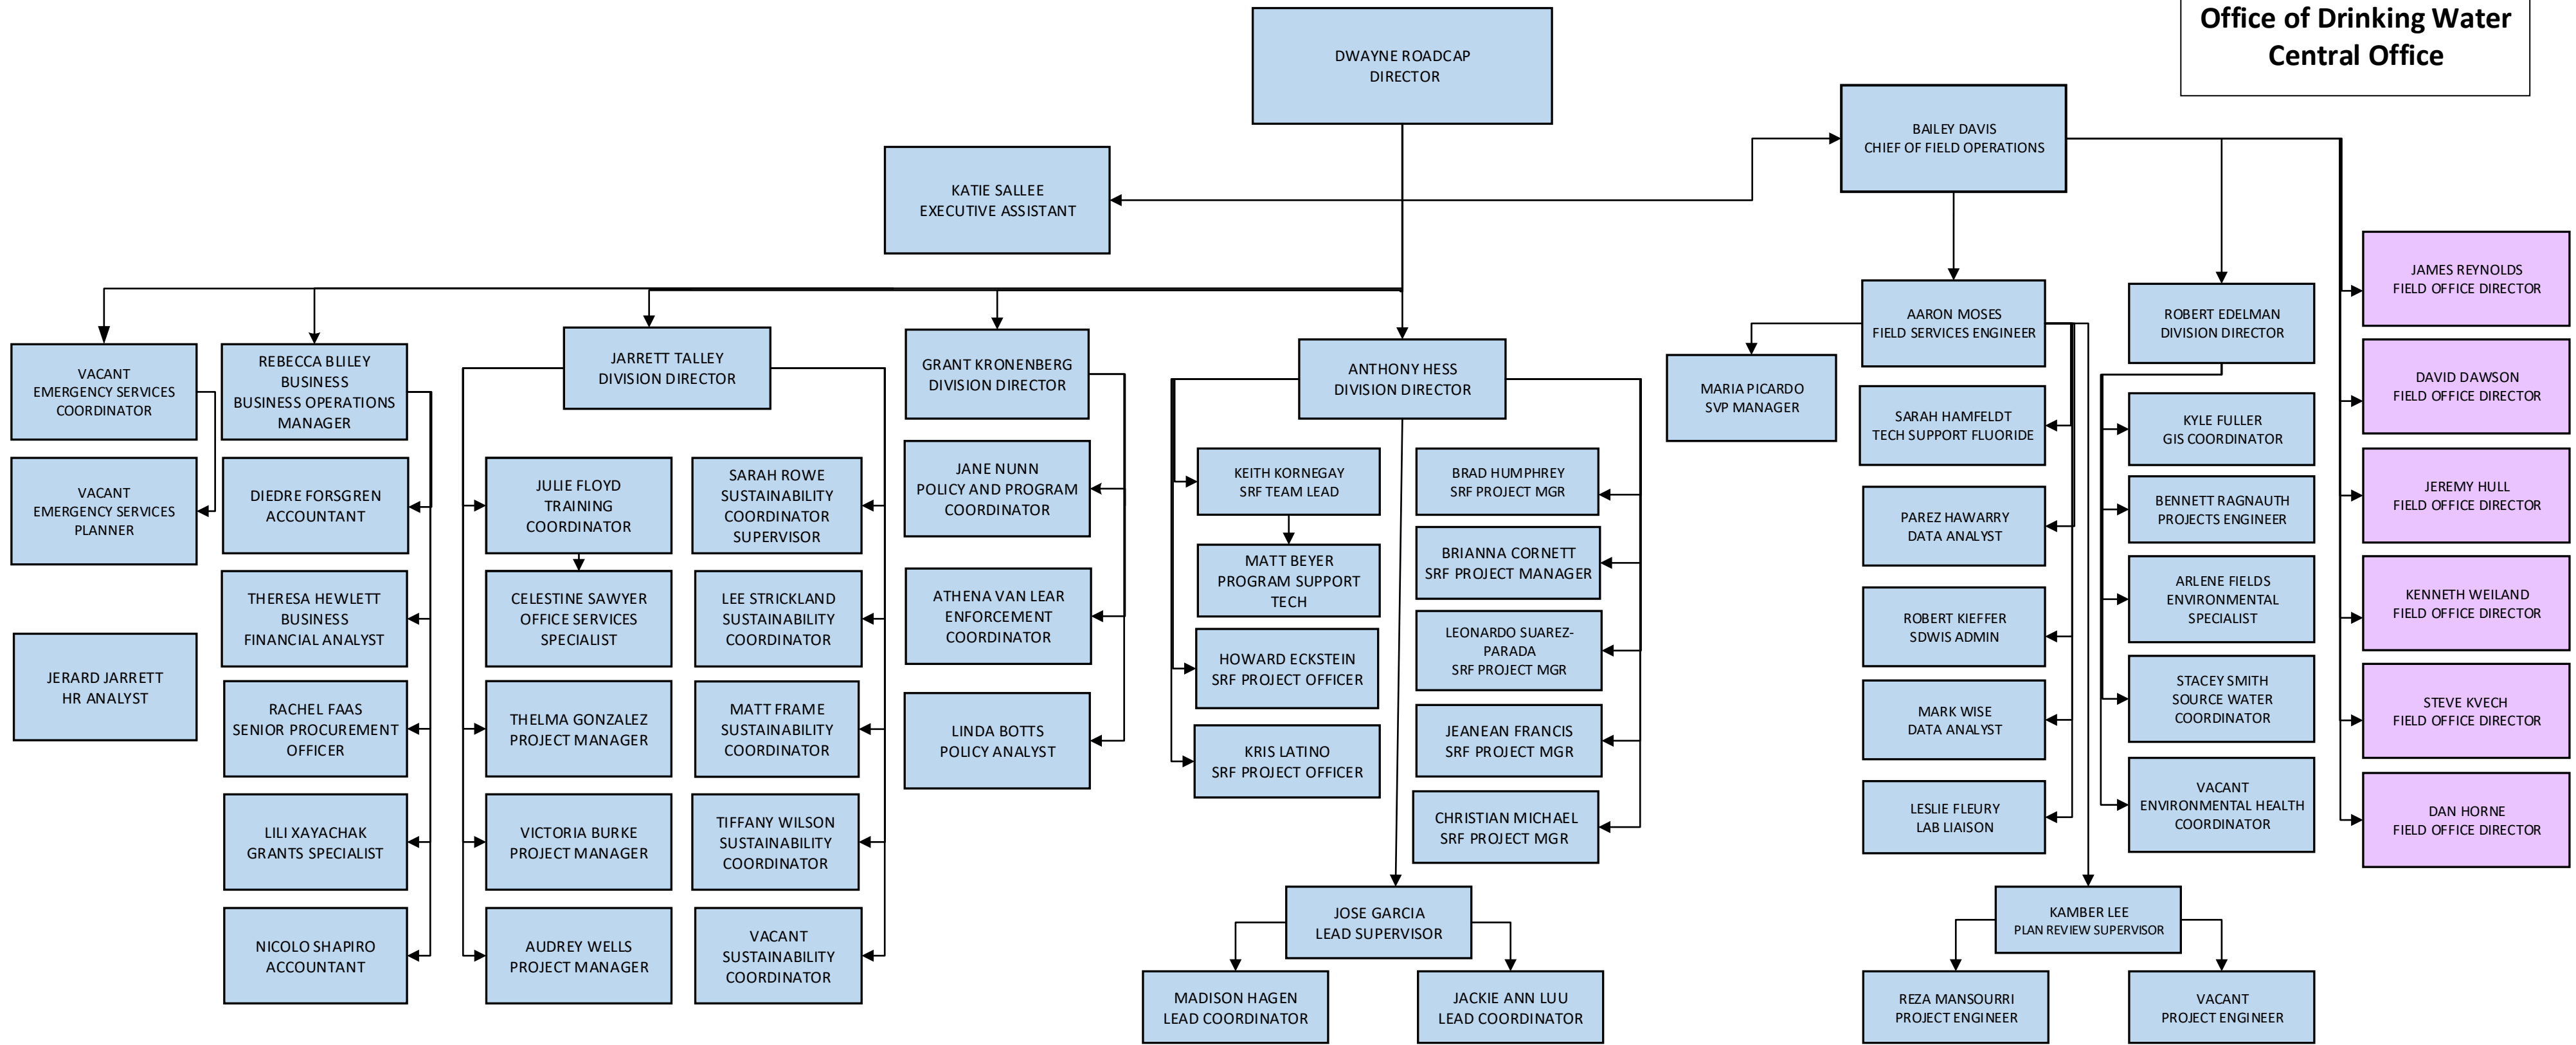 Office of Drinking Water
Central Office
DWAYNE ROADCAP
DIRECTOR
BAILEY DAVIS
CHIEF OF FIELD OPERATIONS
KATIE SALLEE
EXECUTIVE ASSISTANT
VACANT
EMERGENCY SERVICES
COORDINATOR
VACANT
EMERGENCY SERVICES
PLANNER
JERARD JARRETT
HR ANALYST
REBECCA BLILEY
BUSINESS
BUSINESS OPERATIONS
MANAGER
DIEDRE FORSGREN
ACCOUNTANT
THERESA HEWLETT
BUSINESS
FINANCIAL ANALYST
RACHEL FAAS
SENIOR PROCUREMENT
OFFICER
LILI XAYACHAK
GRANTS SPECIALIST
NICOLO SHAPIRO
ACCOUNTANT
JARRETT TALLEY
DIVISION DIRECTOR
JULIE FLOYD
TRAINING
COORDINATOR
CELESTINE SAWYER
OFFICE SERVICES
SPECIALIST
THELMA GONZALEZ
PROJECT MANAGER
VICTORIA BURKE
PROJECT MANAGER
AUDREY WELLS
PROJECT MANAGER
SARAH ROWE
SUSTAINABILITY
COORDINATOR
SUPERVISOR
LEE STRICKLAND
SUSTAINABILITY
COORDINATOR
MATT FRAME
SUSTAINABILITY
COORDINATOR
TIFFANY WILSON
SUSTAINABILITY
COORDINATOR
VACANT
SUSTAINABILITY
COORDINATOR
GRANT KRONENBERG
DIVISION DIRECTOR
JANE NUNN
POLICY AND PROGRAM
COORDINATOR
ATHENA VAN LEAR
ENFORCEMENT
COORDINATOR
LINDA BOTTS
POLICY ANALYST
ANTHONY HESS
DIVISION DIRECTOR
KEITH KORNEGAY
SRF TEAM LEAD
MATT BEYER
PROGRAM SUPPORT
TECH
HOWARD ECKSTEIN
SRF PROJECT OFFICER
KRIS LATINO
SRF PROJECT OFFICER
BRAD HUMPHREY
SRF PROJECT MGR
BRIANNA CORNETT
SRF PROJECT MANAGER
LEONARDO SUAREZ-
PARADA
SRF PROJECT MGR
JEANEAN FRANCIS
SRF PROJECT MGR
CHRISTIAN MICHAEL
SRF PROJECT MGR
JOSE GARCIA
LEAD SUPERVISOR
MADISON HAGEN
LEAD COORDINATOR
JACKIE ANN LUU
LEAD COORDINATOR
MARIA PICARDO
SVP MANAGER
AARON MOSES
FIELD SERVICES ENGINEER
SARAH HAMFELDT
TECH SUPPORT FLUORIDE
PAREZ HAWARRY
DATA ANALYST
ROBERT KIEFFER
SDWIS ADMIN
MARK WISE
DATA ANALYST
LESLIE FLEURY
LAB LIAISON
KAMBER LEE
PLAN REVIEW SUPERVISOR
REZA MANSOURRI
PROJECT ENGINEER
VACANT
PROJECT ENGINEER
ROBERT EDELMAN
DIVISION DIRECTOR
KYLE FULLER
GIS COORDINATOR
BENNETT RAGNAUTH
PROJECTS ENGINEER
ARLENE FIELDS
ENVIRONMENTAL
SPECIALIST
STACEY SMITH
SOURCE WATER
COORDINATOR
VACANT
ENVIRONMENTAL HEALTH
COORDINATOR
JAMES REYNOLDS
FIELD OFFICE DIRECTOR
DAVID DAWSON
FIELD OFFICE DIRECTOR
JEREMY HULL
FIELD OFFICE DIRECTOR
KENNETH WEILAND
FIELD OFFICE DIRECTOR
STEVE KVECH
FIELD OFFICE DIRECTOR
DAN HORNE
FIELD OFFICE DIRECTOR